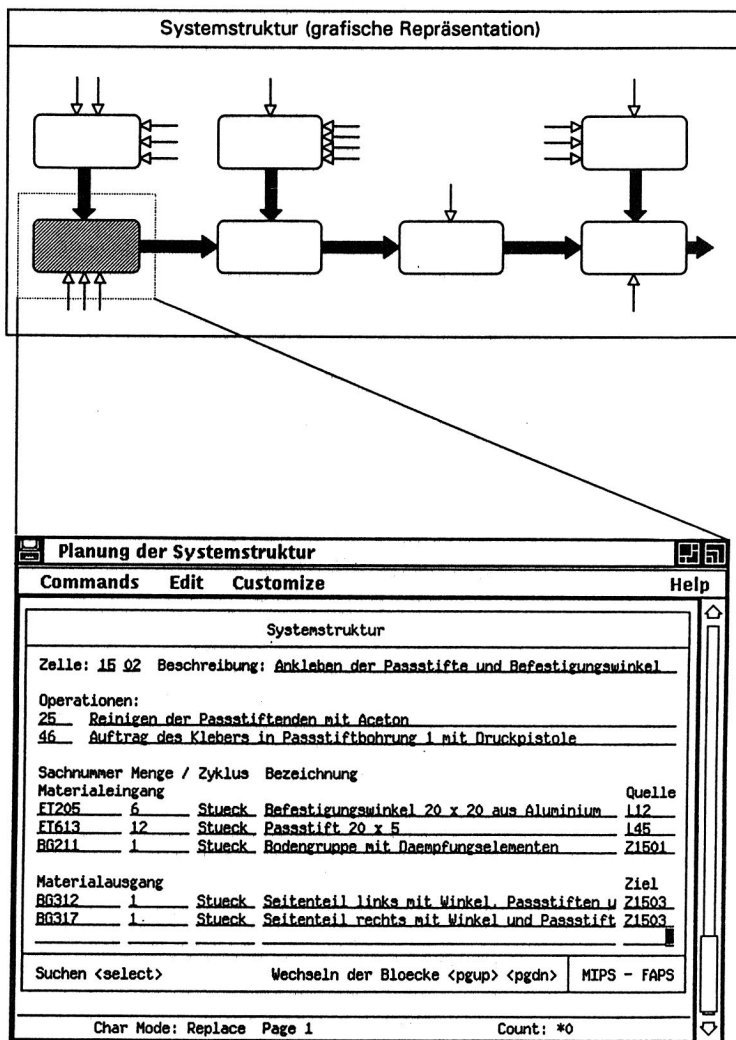 Systemstruktur (grafische Repräsentation)
Planung der Systemstruktur
Commands Edit Customize Help
Systemstruktur
Zelle: 15 02 Beschreibung: Ankleben der Passstifte und Befestigungswinkel
Operationen:
25 Reinigen der Passstiftenden mit Aceton
46 Auftrag des Klebers in Passstiftbohrung 1 mit Druckpistole
Sachnummer Menge / Zyklus Bezeichnung
Materialeingang Quelle
ET205 6 Stueck Befestigungswinkel 20 x 20 aus Aluminium L12
ET613 12 Stueck Passstift 20 x 5 L45
BG211 1 Stueck Bodengruppe mit Daempfungselementen Z1501
Materialausgang Ziel
BG312 1 Stueck Seitenteil links mit Winkel. Passstiften u Z1503
BG317 1 Stueck Seitenteil rechts mit Winkel und Passstift Z1503
Suchen <select> Wechseln der Bloecke <pgup> <pgdn> MIPS - FAPS
Char Mode: Replace Page 1 Count: *0